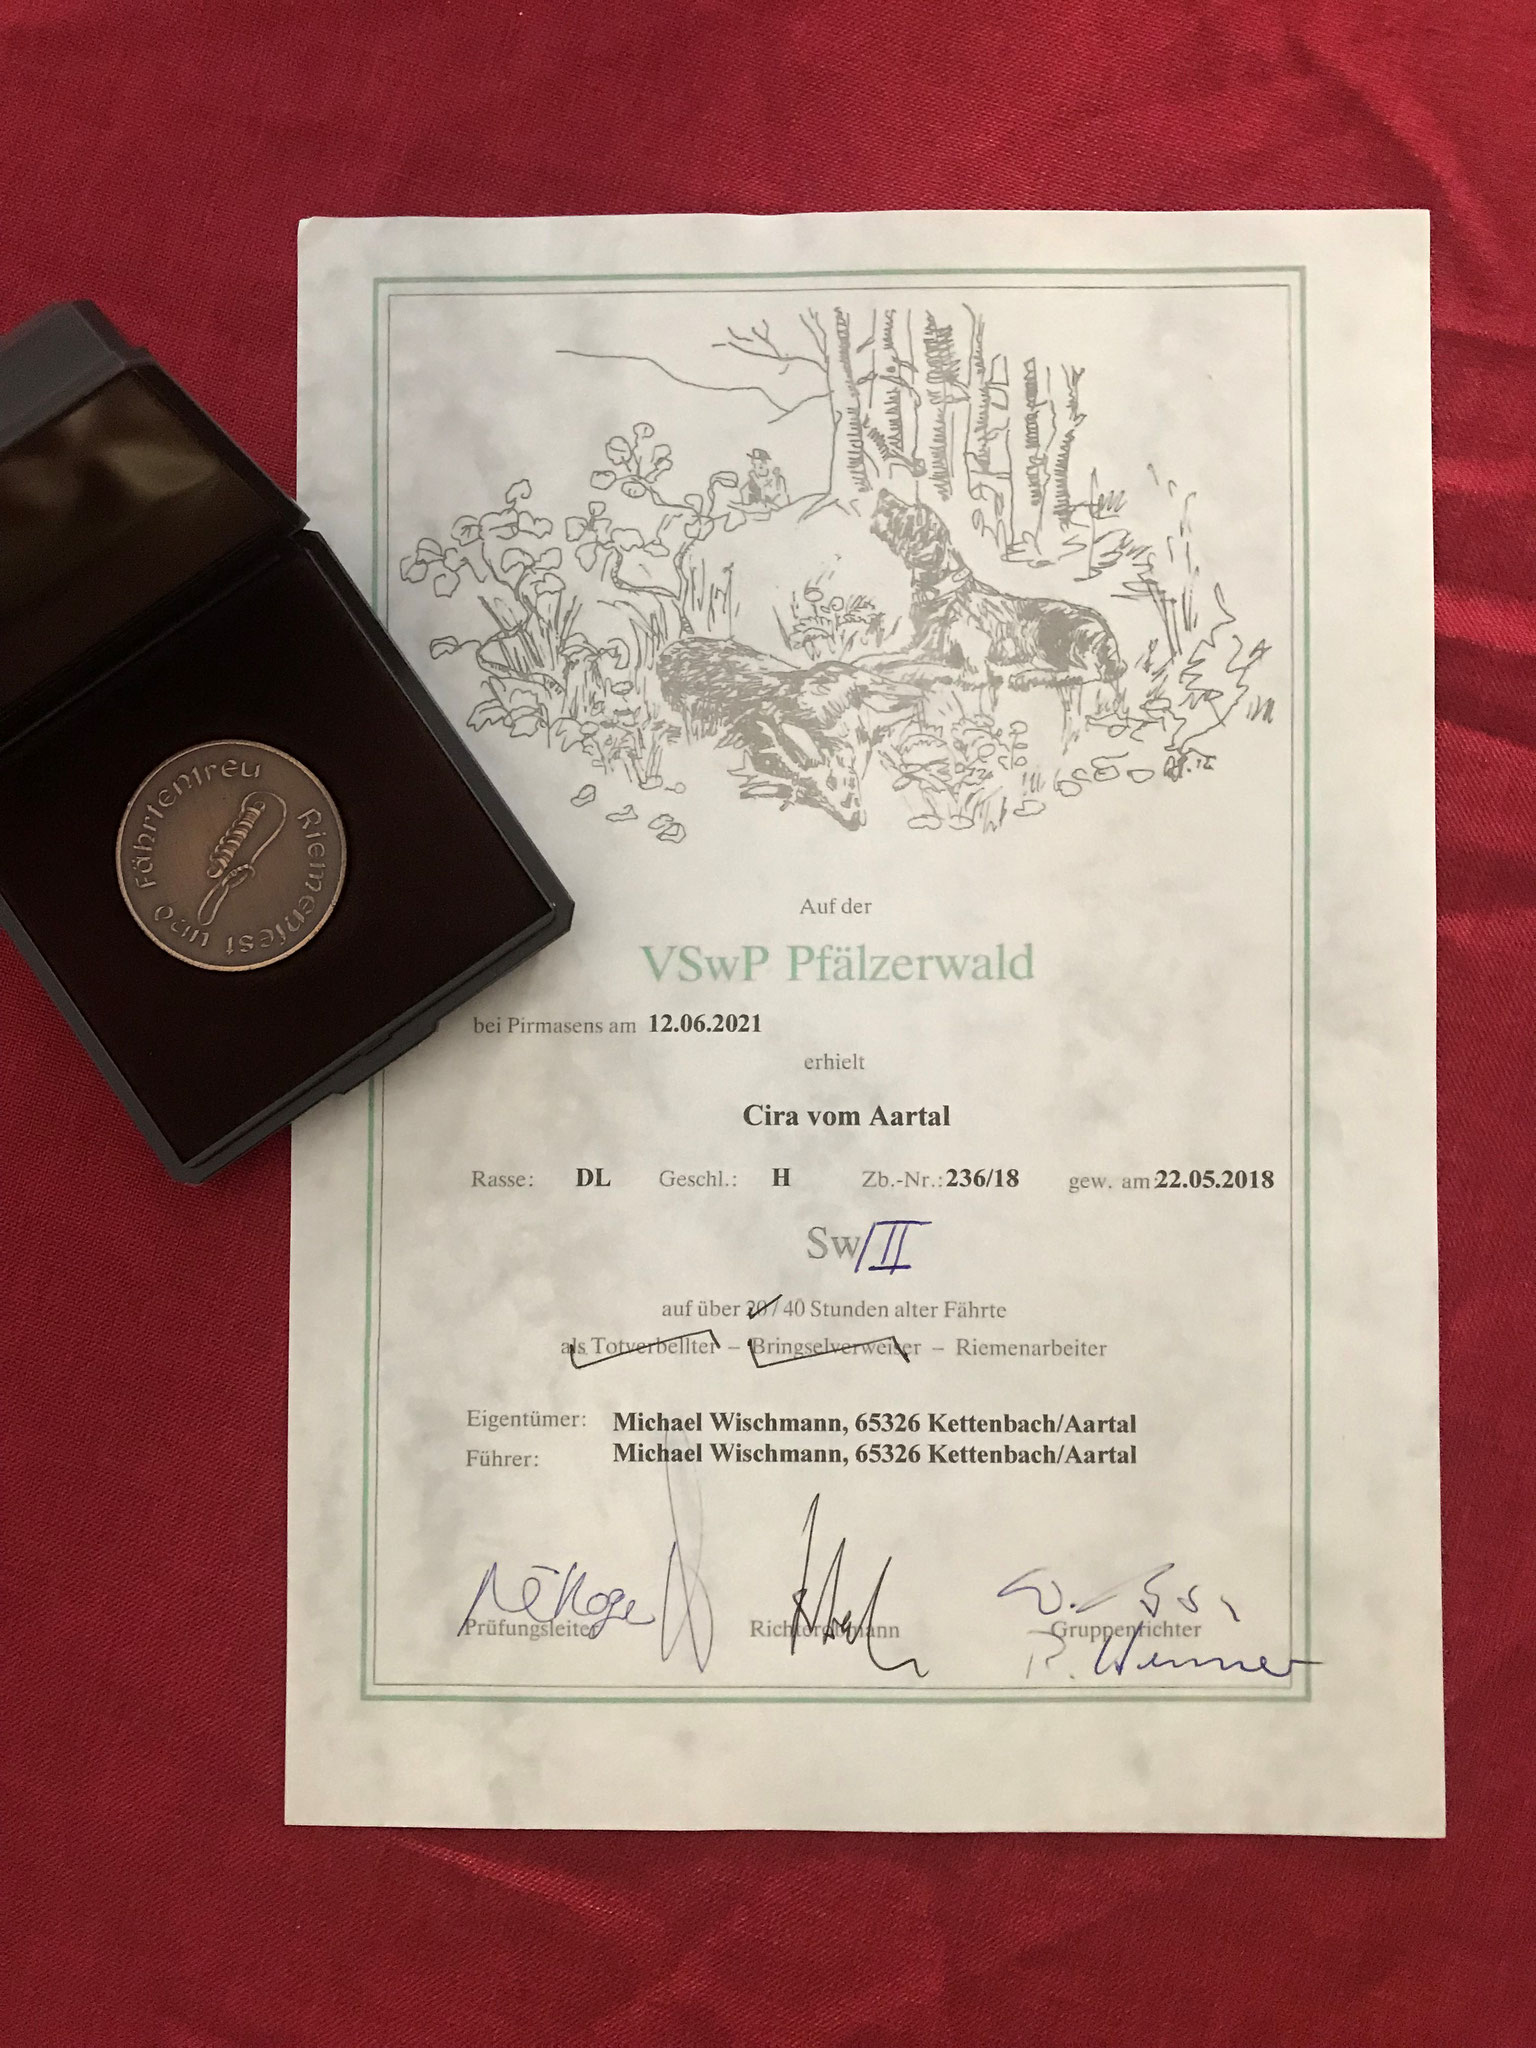 Riemenfest und Fährtentreu
Auf der
VSwP Pfälzerwald
bei Pirmasens am 12.06.2021
erhielt
Cira vom Aartal
Rasse: DL Geschl.: H Zb.-Nr.: 236/18 gew. am: 22.05.2018
Sw/II
auf über 20 / 40 Stunden alter Fährte
als Totverbellter – Bringselverweiser – Riemenarbeiter
Eigentümer: Michael Wischmann, 65326 Kettenbach/Aartal
Führer: Michael Wischmann, 65326 Kettenbach/Aartal
Prüfungsleiter Richterobmann Gruppenrichter